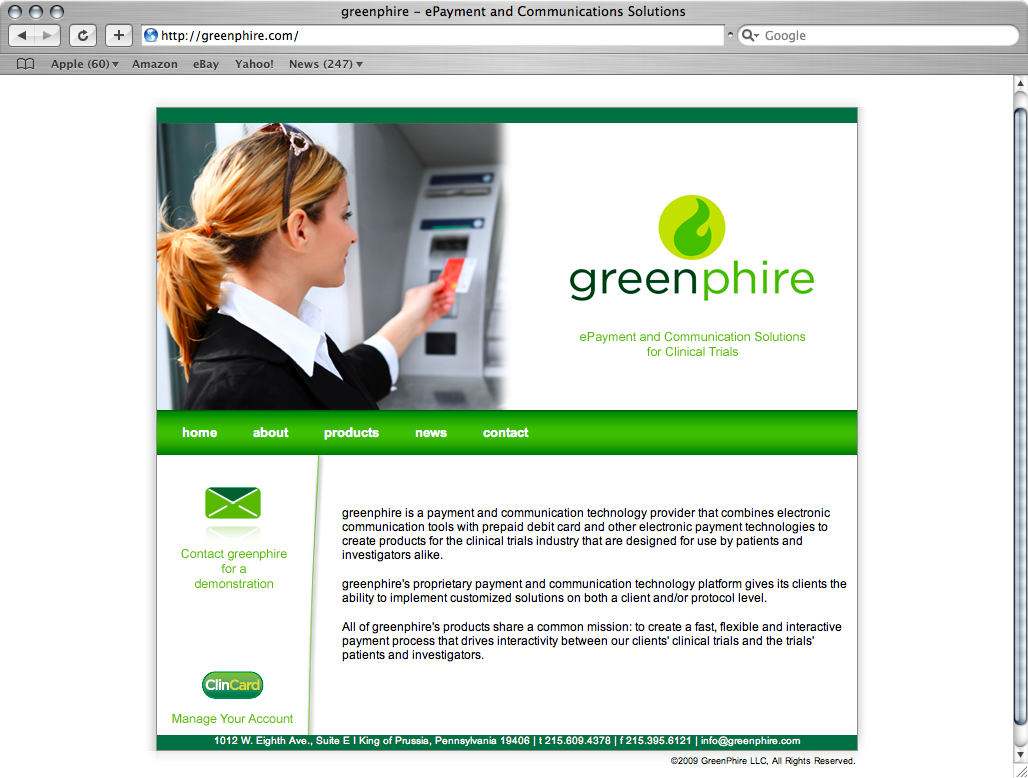 greenphire – ePayment and Communications Solutions
http://greenphire.com/
Google
Apple (60)
Amazon
eBay
Yahoo!
News (247)
greenphire
ePayment and Communication Solutions
for Clinical Trials
home about products news contact
Contact greenphire
for a
demonstration
greenphire is a payment and communication technology provider that combines electronic
communication tools with prepaid debit card and other electronic payment technologies to
create products for the clinical trials industry that are designed for use by patients and
investigators alike.
greenphire's proprietary payment and communication technology platform gives its clients the
ability to implement customized solutions on both a client and/or protocol level.
All of greenphire's products share a common mission: to create a fast, flexible and interactive
payment process that drives interactivity between our clients' clinical trials and the trials'
patients and investigators.
ClinCard
Manage Your Account
1012 W. Eighth Ave., Suite E I King of Prussia, Pennsylvania 19406 | t 215.609.4378 | f 215.395.6121 | info@greenphire.com
©2009 GreenPhire LLC, All Rights Reserved.